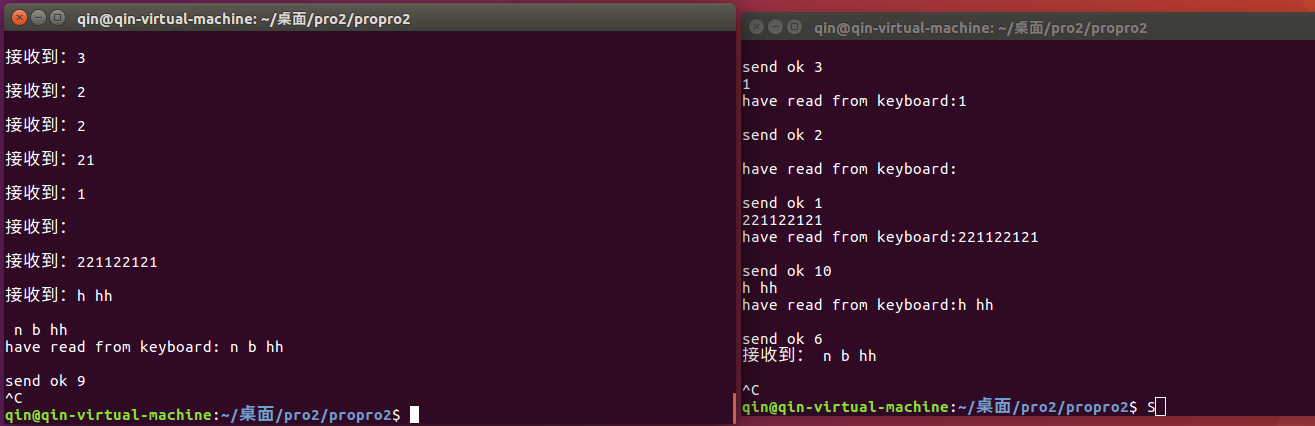 qin@qin-virtual-machine: ~/桌面/pro2/propro2
接收到：3
接收到：2
接收到：2
接收到：21
接收到：1
接收到：
接收到：221122121
接收到：h hh
n b hh
have read from keyboard: n b hh
send ok 9
^C
qin@qin-virtual-machine:~/桌面/pro2/propro2$
qin@qin-virtual-machine: ~/桌面/pro2/propro2
send ok 3
1
have read from keyboard:1
send ok 2
have read from keyboard:
send ok 1
221122121
have read from keyboard:221122121
send ok 10
h hh
have read from keyboard:h hh
send ok 6
接收到： n b hh
^C
qin@qin-virtual-machine:~/桌面/pro2/propro2$ S